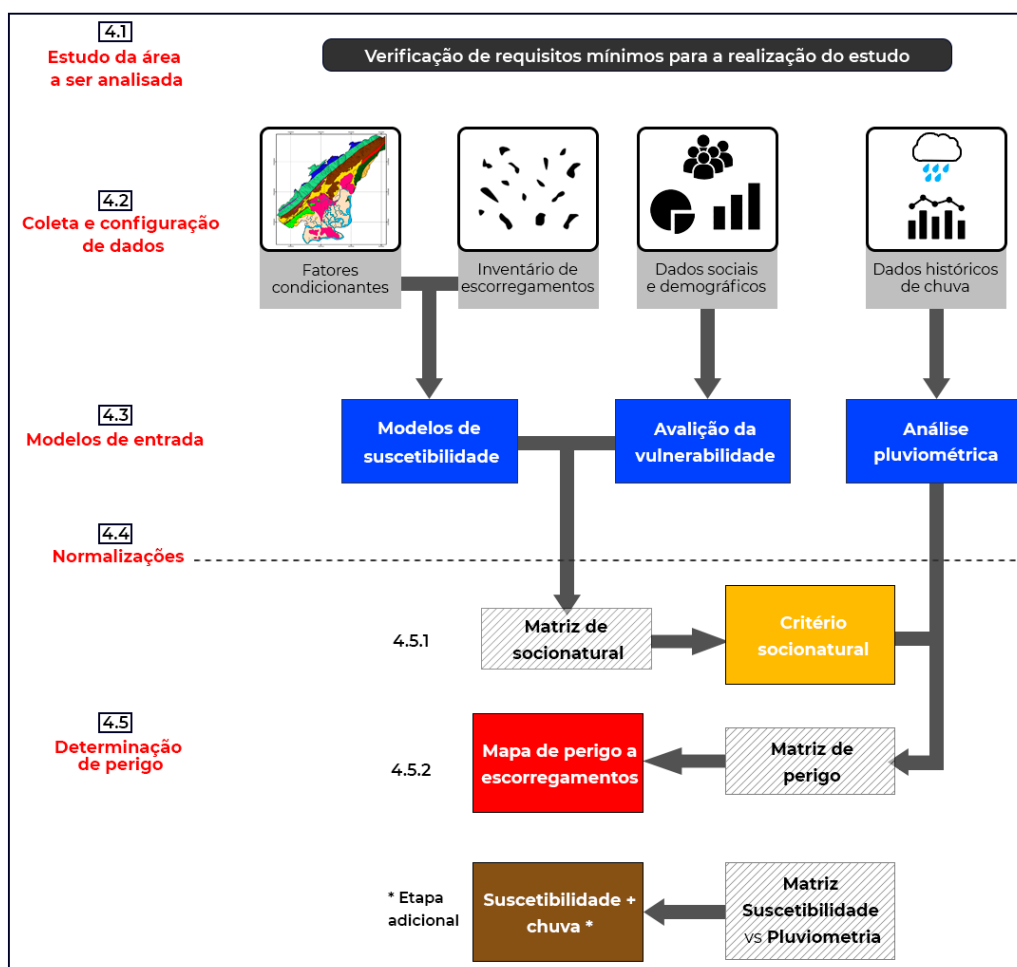 4.1
Estudo da área
a ser analisada
Verificação de requisitos mínimos para a realização do estudo
4.2
Coleta e configuração
de dados
Fatores
condicionantes
Inventário de
escorregamentos
Dados sociais
e demográficos
Dados históricos
de chuva
4.3
Modelos de entrada
Modelos de
suscetibilidade
Avalição da
vulnerabilidade
Análise
pluviométrica
4.4
Normalizações
4.5.1
Matriz de
socionatural
Critério
socionatural
4.5
Determinação
de perigo
4.5.2
Mapa de perigo a
escorregamentos
Matriz de
perigo
* Etapa
adicional
Suscetibilidade +
chuva *
Matriz
Suscetibilidade
vs Pluviometria